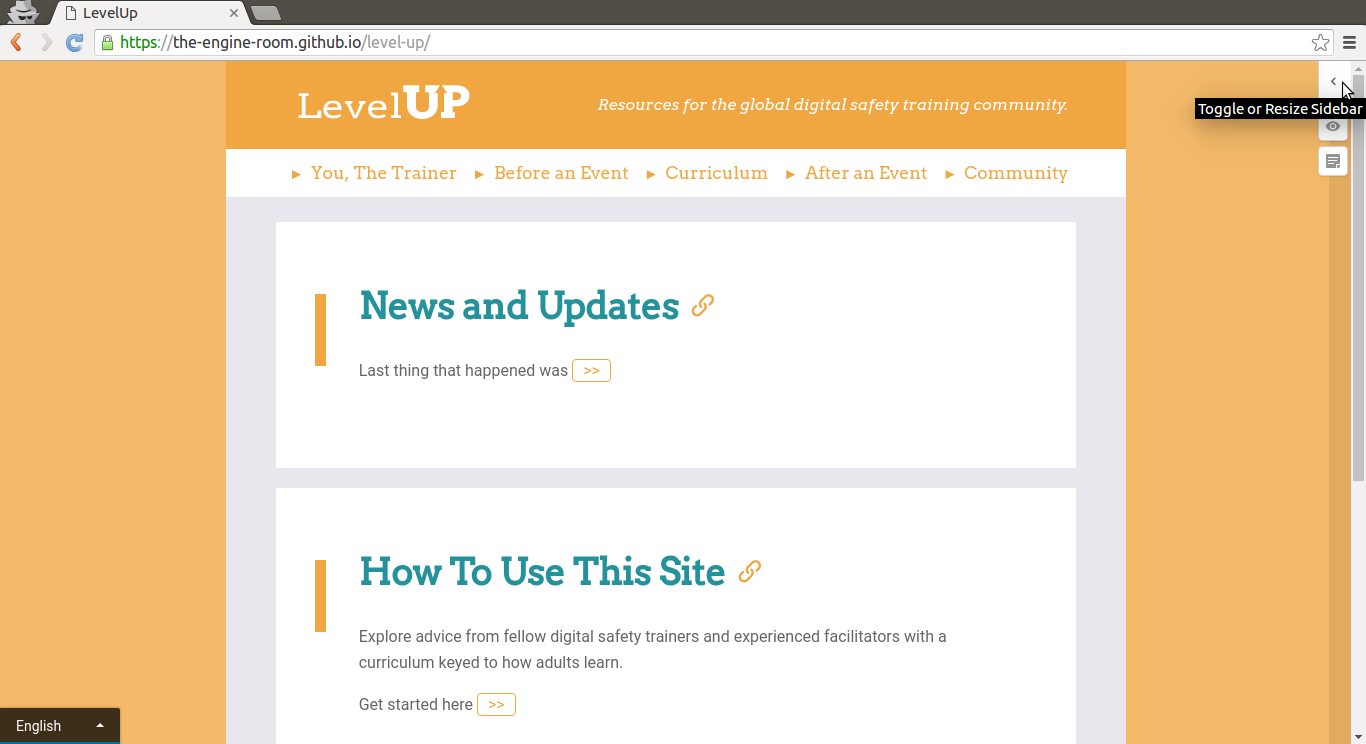 LevelUp
https://the-engine-room.github.io/level-up/
Toggle or Resize Sidebar
LevelUP
Resources for the global digital safety training community.
► You, The Trainer ► Before an Event ► Curriculum ► After an Event ► Community
News and Updates
Last thing that happened was >>
How To Use This Site
Explore advice from fellow digital safety trainers and experienced facilitators with a
curriculum keyed to how adults learn.
Get started here >>
English